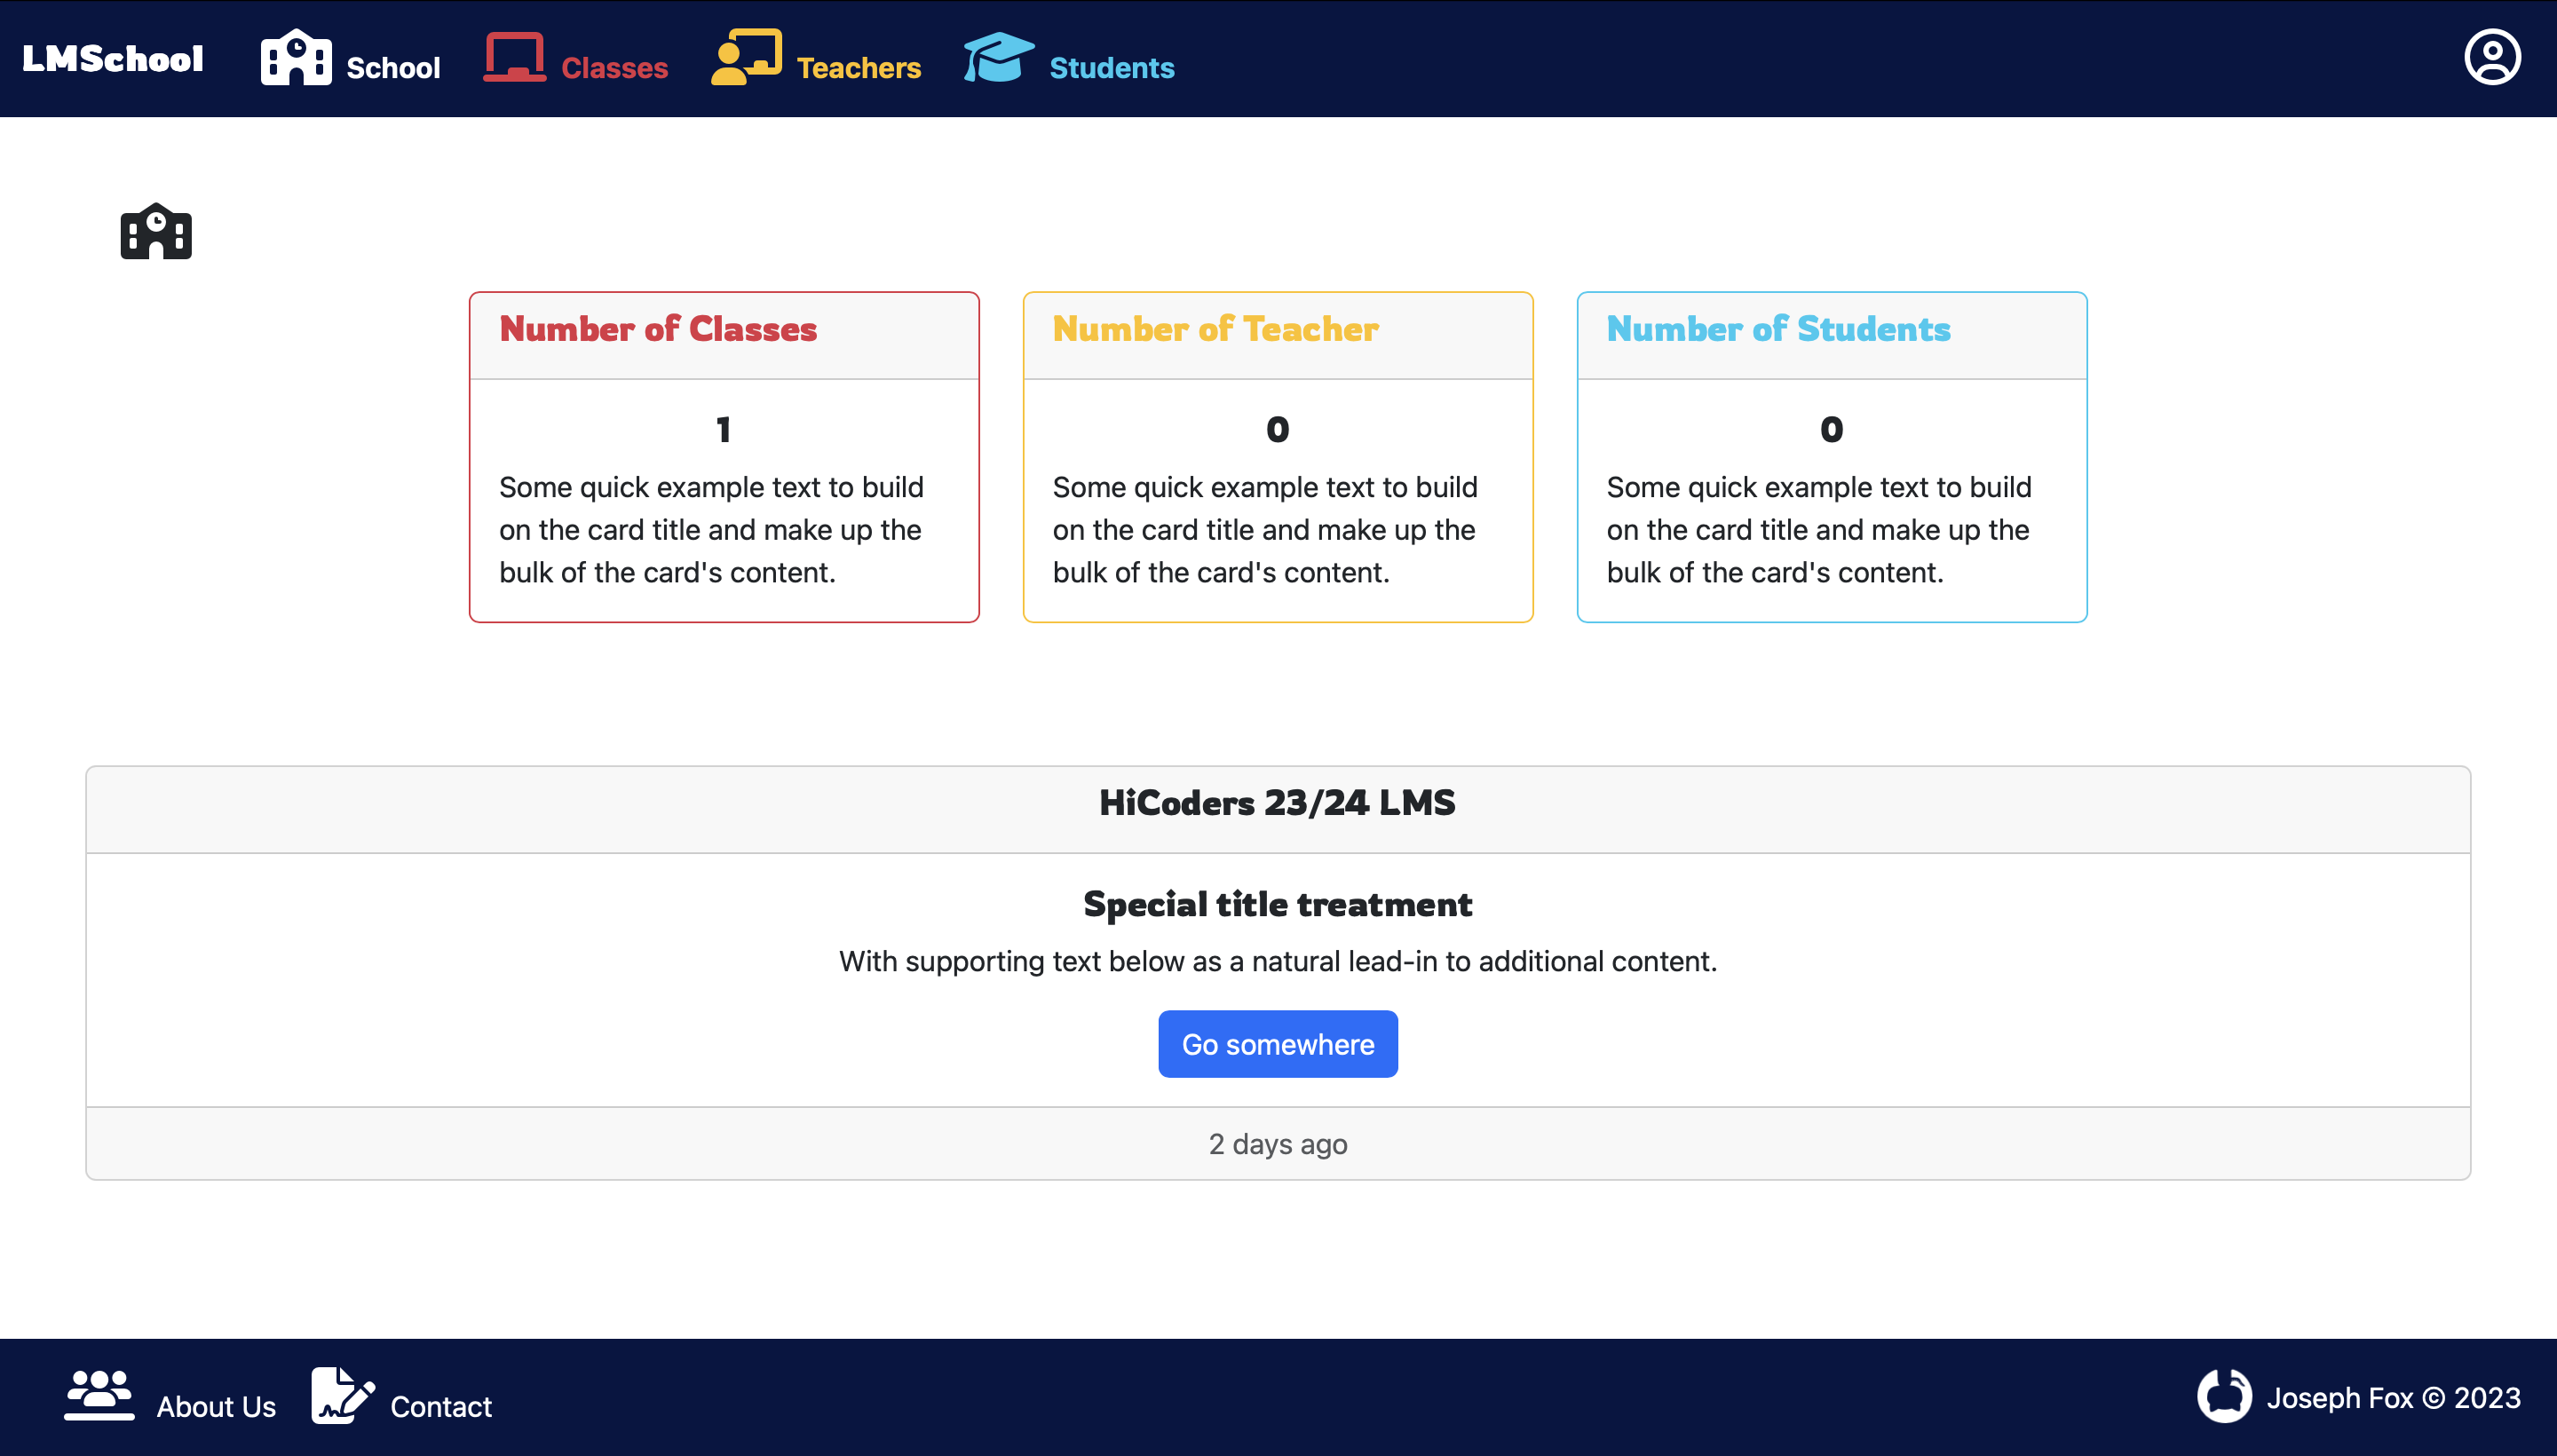 LMSchool School Classes Teachers Students
Number of Classes
1
Some quick example text to build
on the card title and make up the
bulk of the card's content.
Number of Teacher
0
Some quick example text to build
on the card title and make up the
bulk of the card's content.
Number of Students
0
Some quick example text to build
on the card title and make up the
bulk of the card's content.
HiCoders 23/24 LMS
Special title treatment
With supporting text below as a natural lead-in to additional content.
Go somewhere
2 days ago
About Us Contact Joseph Fox © 2023